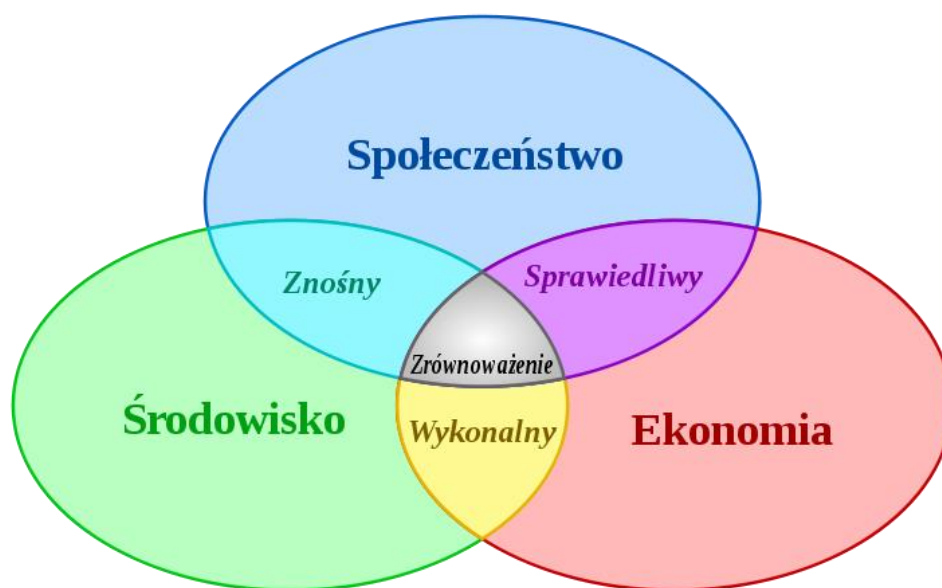 Społeczeństwo
Znośny
Sprawiedliwy
Zrównoważenie
Środowisko
Wykonalny
Ekonomia